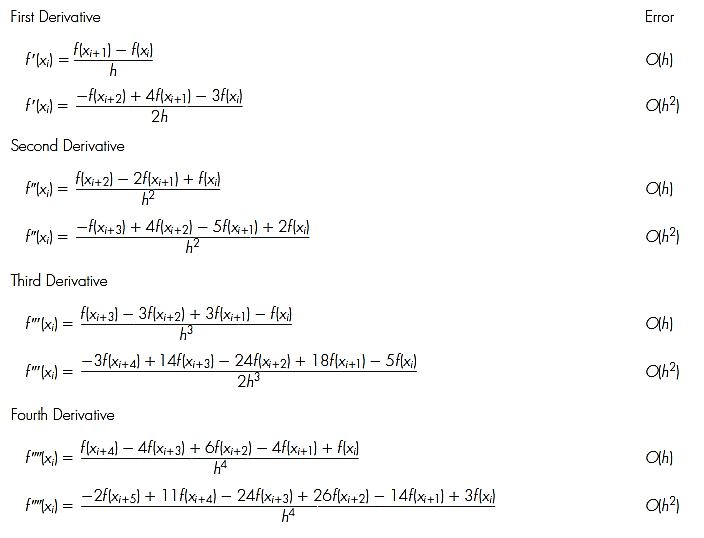 First Derivative Error
f'(xᵢ) = f(xᵢ₊₁) − f(xᵢ) / h O(h)
f'(xᵢ) = −f(xᵢ₊₂) + 4f(xᵢ₊₁) − 3f(xᵢ) / 2h O(h²)
Second Derivative
f"(xᵢ) = f(xᵢ₊₂) − 2f(xᵢ₊₁) + f(xᵢ) / h² O(h)
f"(xᵢ) = −f(xᵢ₊₃) + 4f(xᵢ₊₂) − 5f(xᵢ₊₁) + 2f(xᵢ) / h² O(h²)
Third Derivative
f'''(xᵢ) = f(xᵢ₊₃) − 3f(xᵢ₊₂) + 3f(xᵢ₊₁) − f(xᵢ) / h³ O(h)
f'''(xᵢ) = −3f(xᵢ₊₄) + 14f(xᵢ₊₃) − 24f(xᵢ₊₂) + 18f(xᵢ₊₁) − 5f(xᵢ) / 2h³ O(h²)
Fourth Derivative
f''''(xᵢ) = f(xᵢ₊₄) − 4f(xᵢ₊₃) + 6f(xᵢ₊₂) − 4f(xᵢ₊₁) + f(xᵢ) / h⁴ O(h)
f''''(xᵢ) = −2f(xᵢ₊₅) + 11f(xᵢ₊₄) − 24f(xᵢ₊₃) + 26f(xᵢ₊₂) − 14f(xᵢ₊₁) + 3f(xᵢ) / h⁴ O(h²)